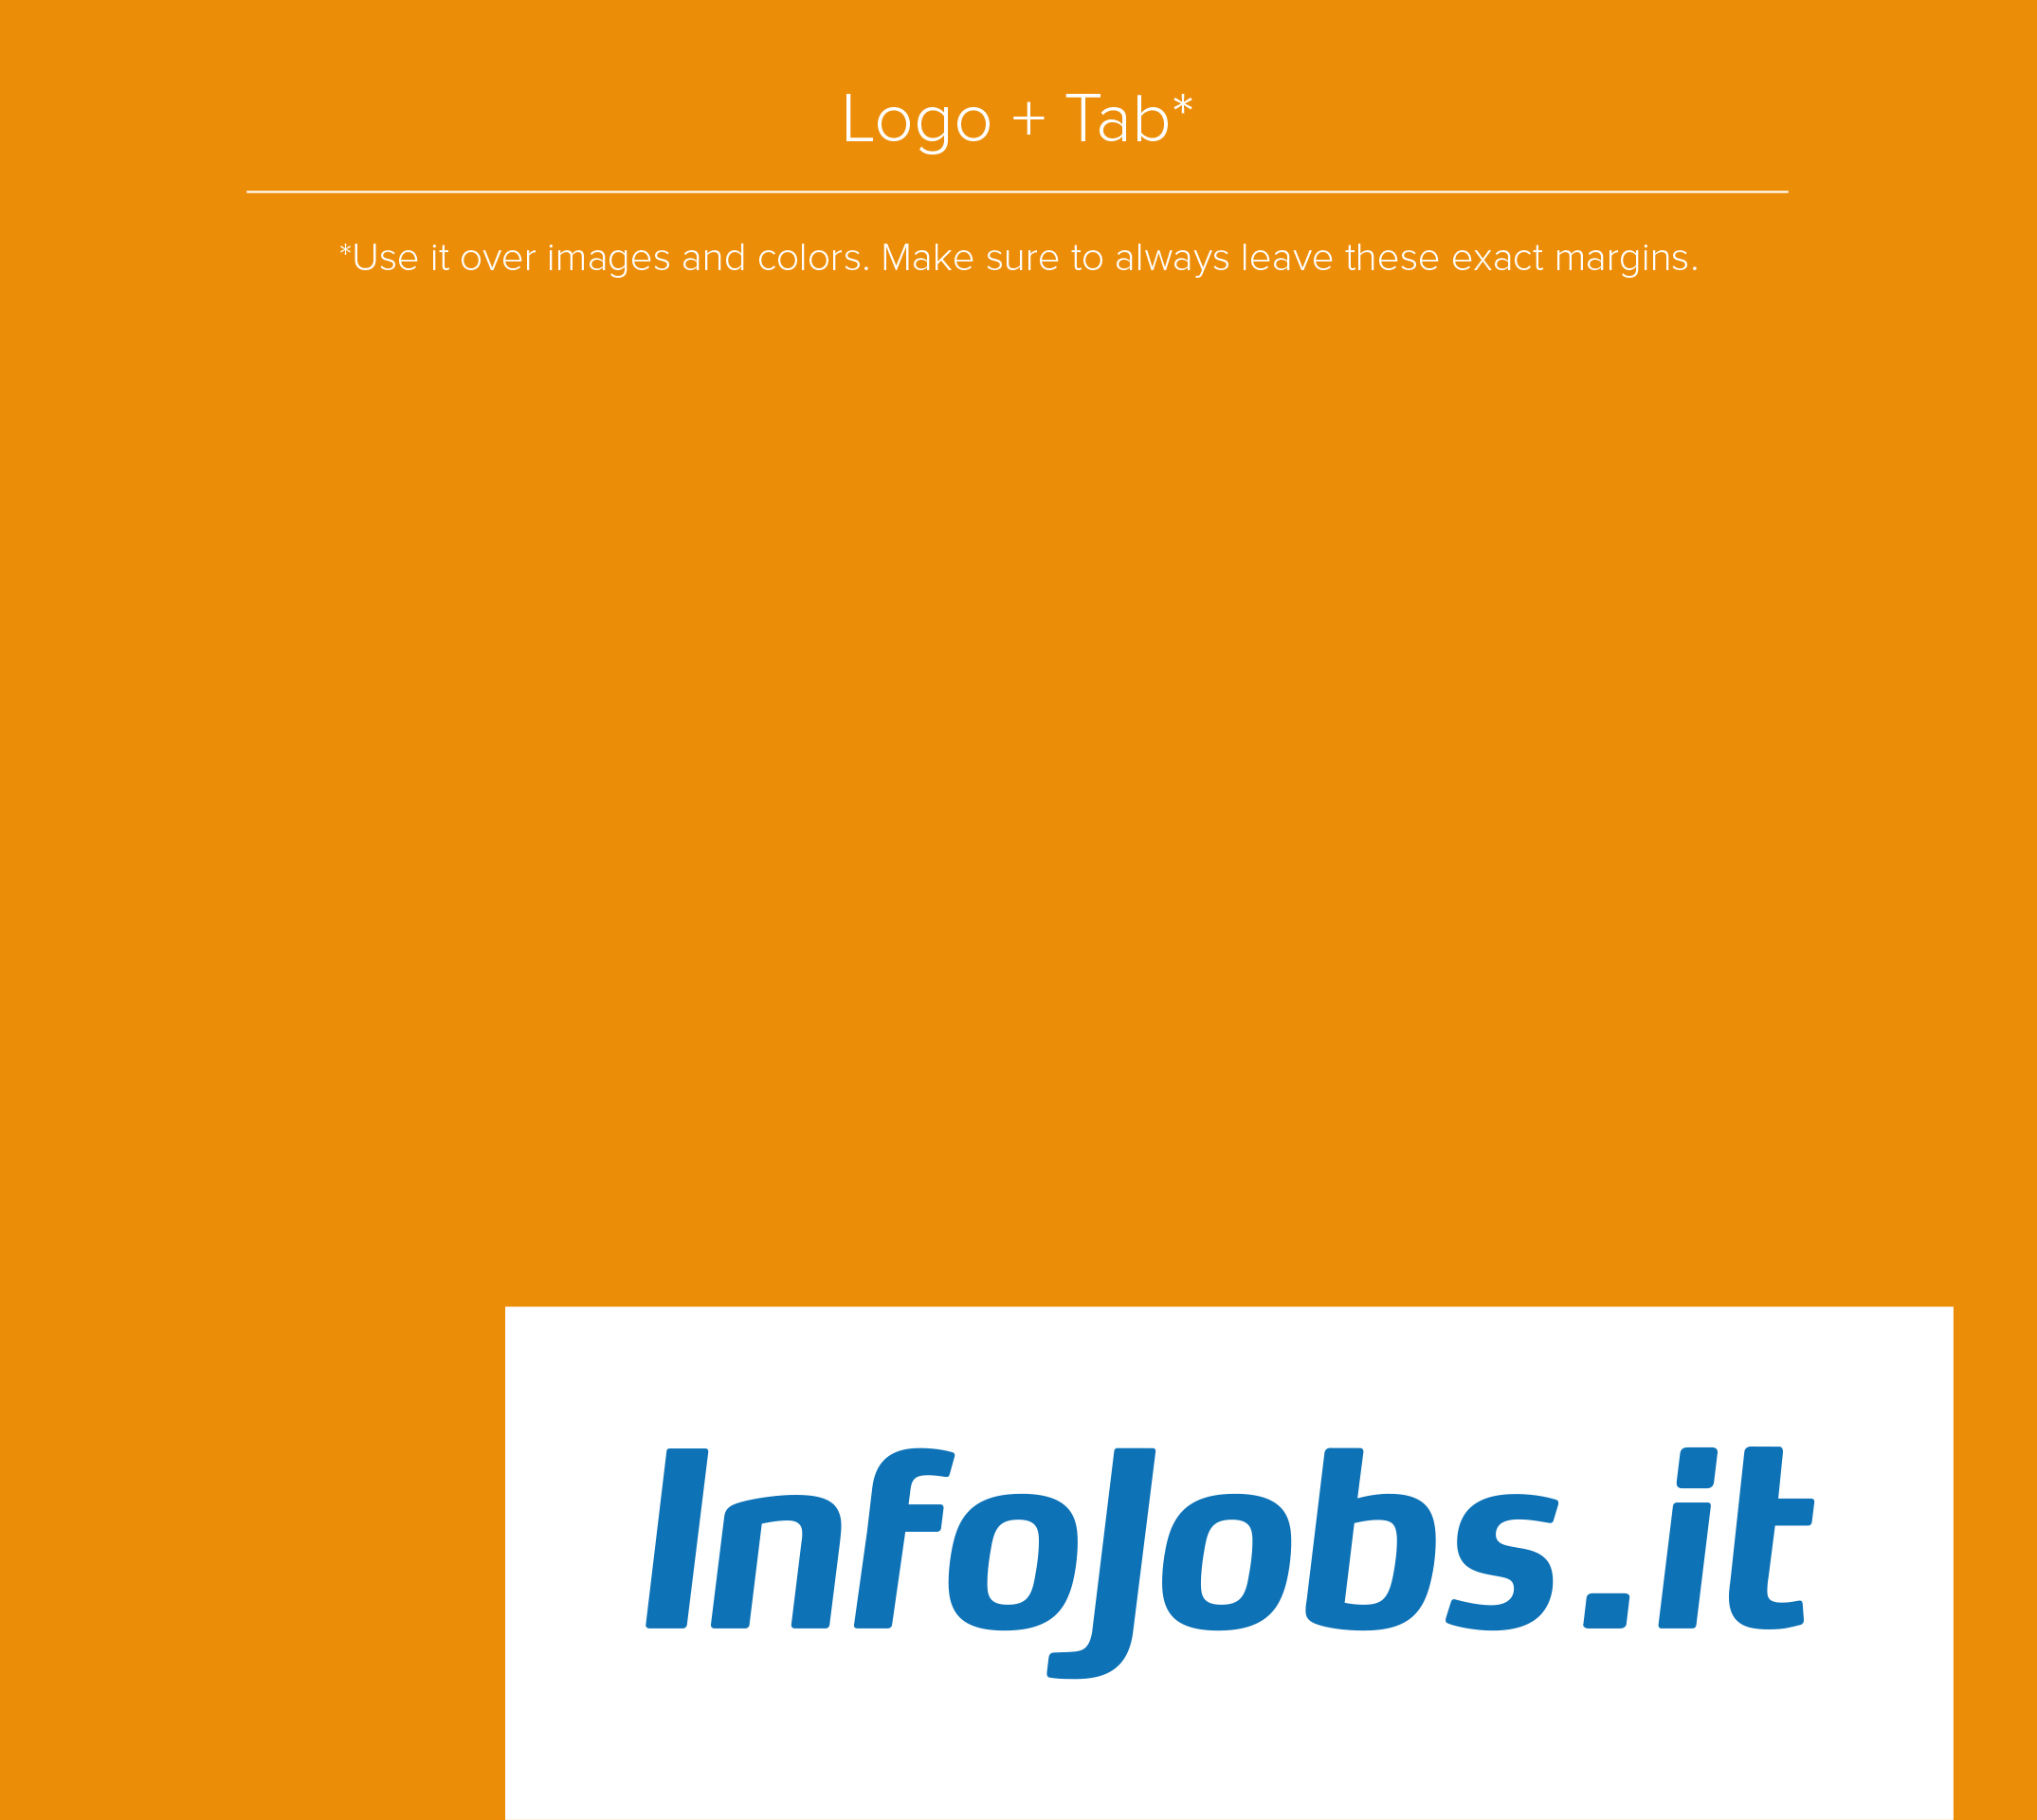 Logo + Tab*
*Use it over images and colors. Make sure to always leave these exact margins.
InfoJobs.it